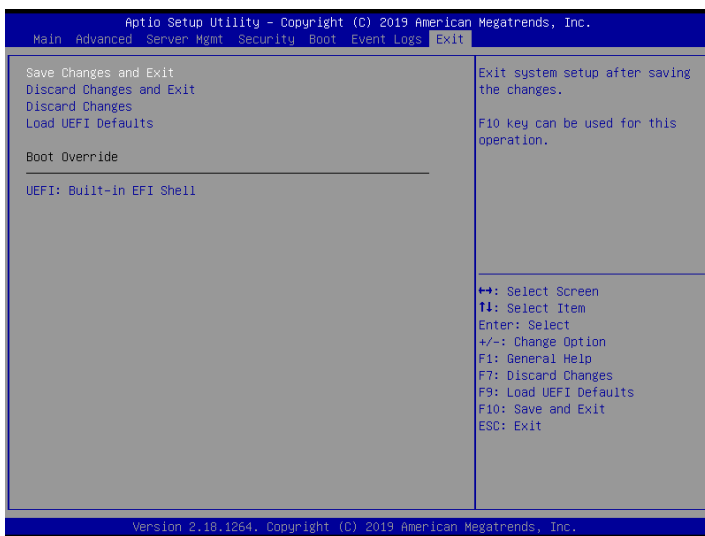 Aptio Setup Utility – Copyright (C) 2019 American Megatrends, Inc.
Main Advanced Server Mgmt Security Boot Event Logs Exit
Save Changes and Exit
Discard Changes and Exit
Discard Changes
Load UEFI Defaults
Boot Override
UEFI: Built-in EFI Shell
Exit system setup after saving
the changes.
F10 key can be used for this
operation.
↔: Select Screen
↑↓: Select Item
Enter: Select
+/-: Change Option
F1: General Help
F7: Discard Changes
F9: Load UEFI Defaults
F10: Save and Exit
ESC: Exit
Version 2.18.1264. Copyright (C) 2019 American Megatrends, Inc.